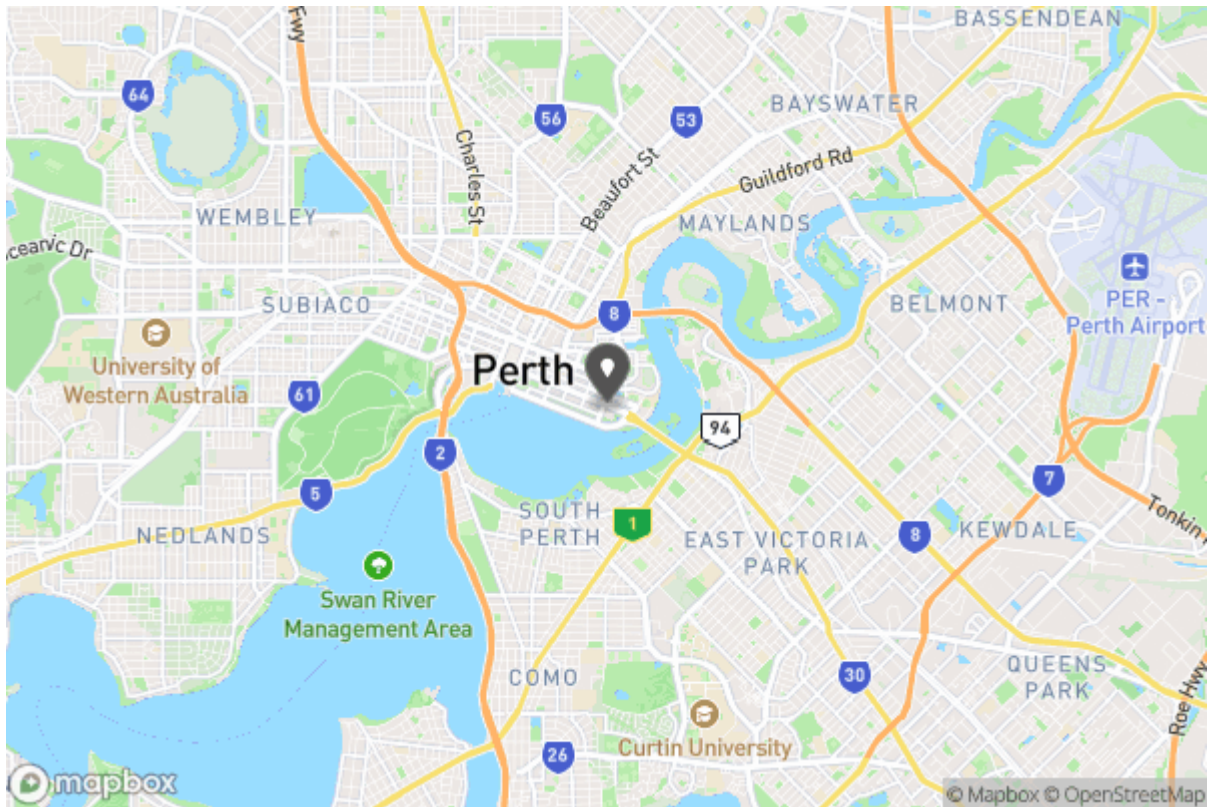 BASSENDEAN
Fwy
64
BAYSWATER
56
53
Charles St
Beaufort St
Guildford Rd
WEMBLEY
MAYLANDS
Oceanic Dr
SUBIACO
BELMONT
PER -
Perth Airport
8
University of
Western Australia
Perth
61
94
2
7
5
SOUTH
PERTH
1
NEDLANDS
EAST VICTORIA
PARK
8
KEWDALE
Tonkin
Swan River
Management Area
COMO
30
QUEENS
PARK
Roe Hwy
Curtin University
26
mapbox
© Mapbox © OpenStreetMap